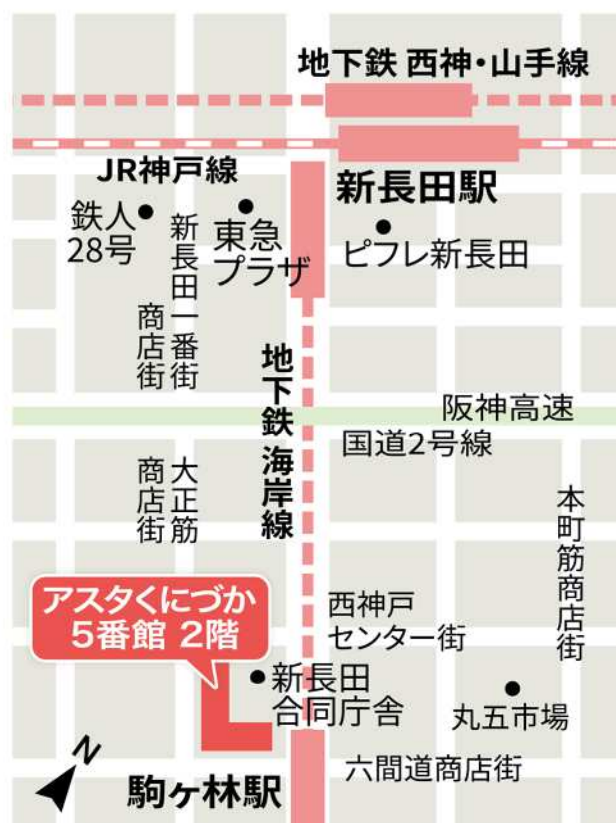 地下鉄 西神・山手線
JR神戸線
新長田駅
鉄人
28号
新長田一番街
商店街
東急
プラザ
ピフレ新長田
地下鉄 海岸線
阪神高速
国道2号線
大正筋
商店街
本町筋商店街
アスタくにづか
5番館 2階
西神戸
センター街
新長田
合同庁舎
丸五市場
N
駒ヶ林駅
六間道商店街